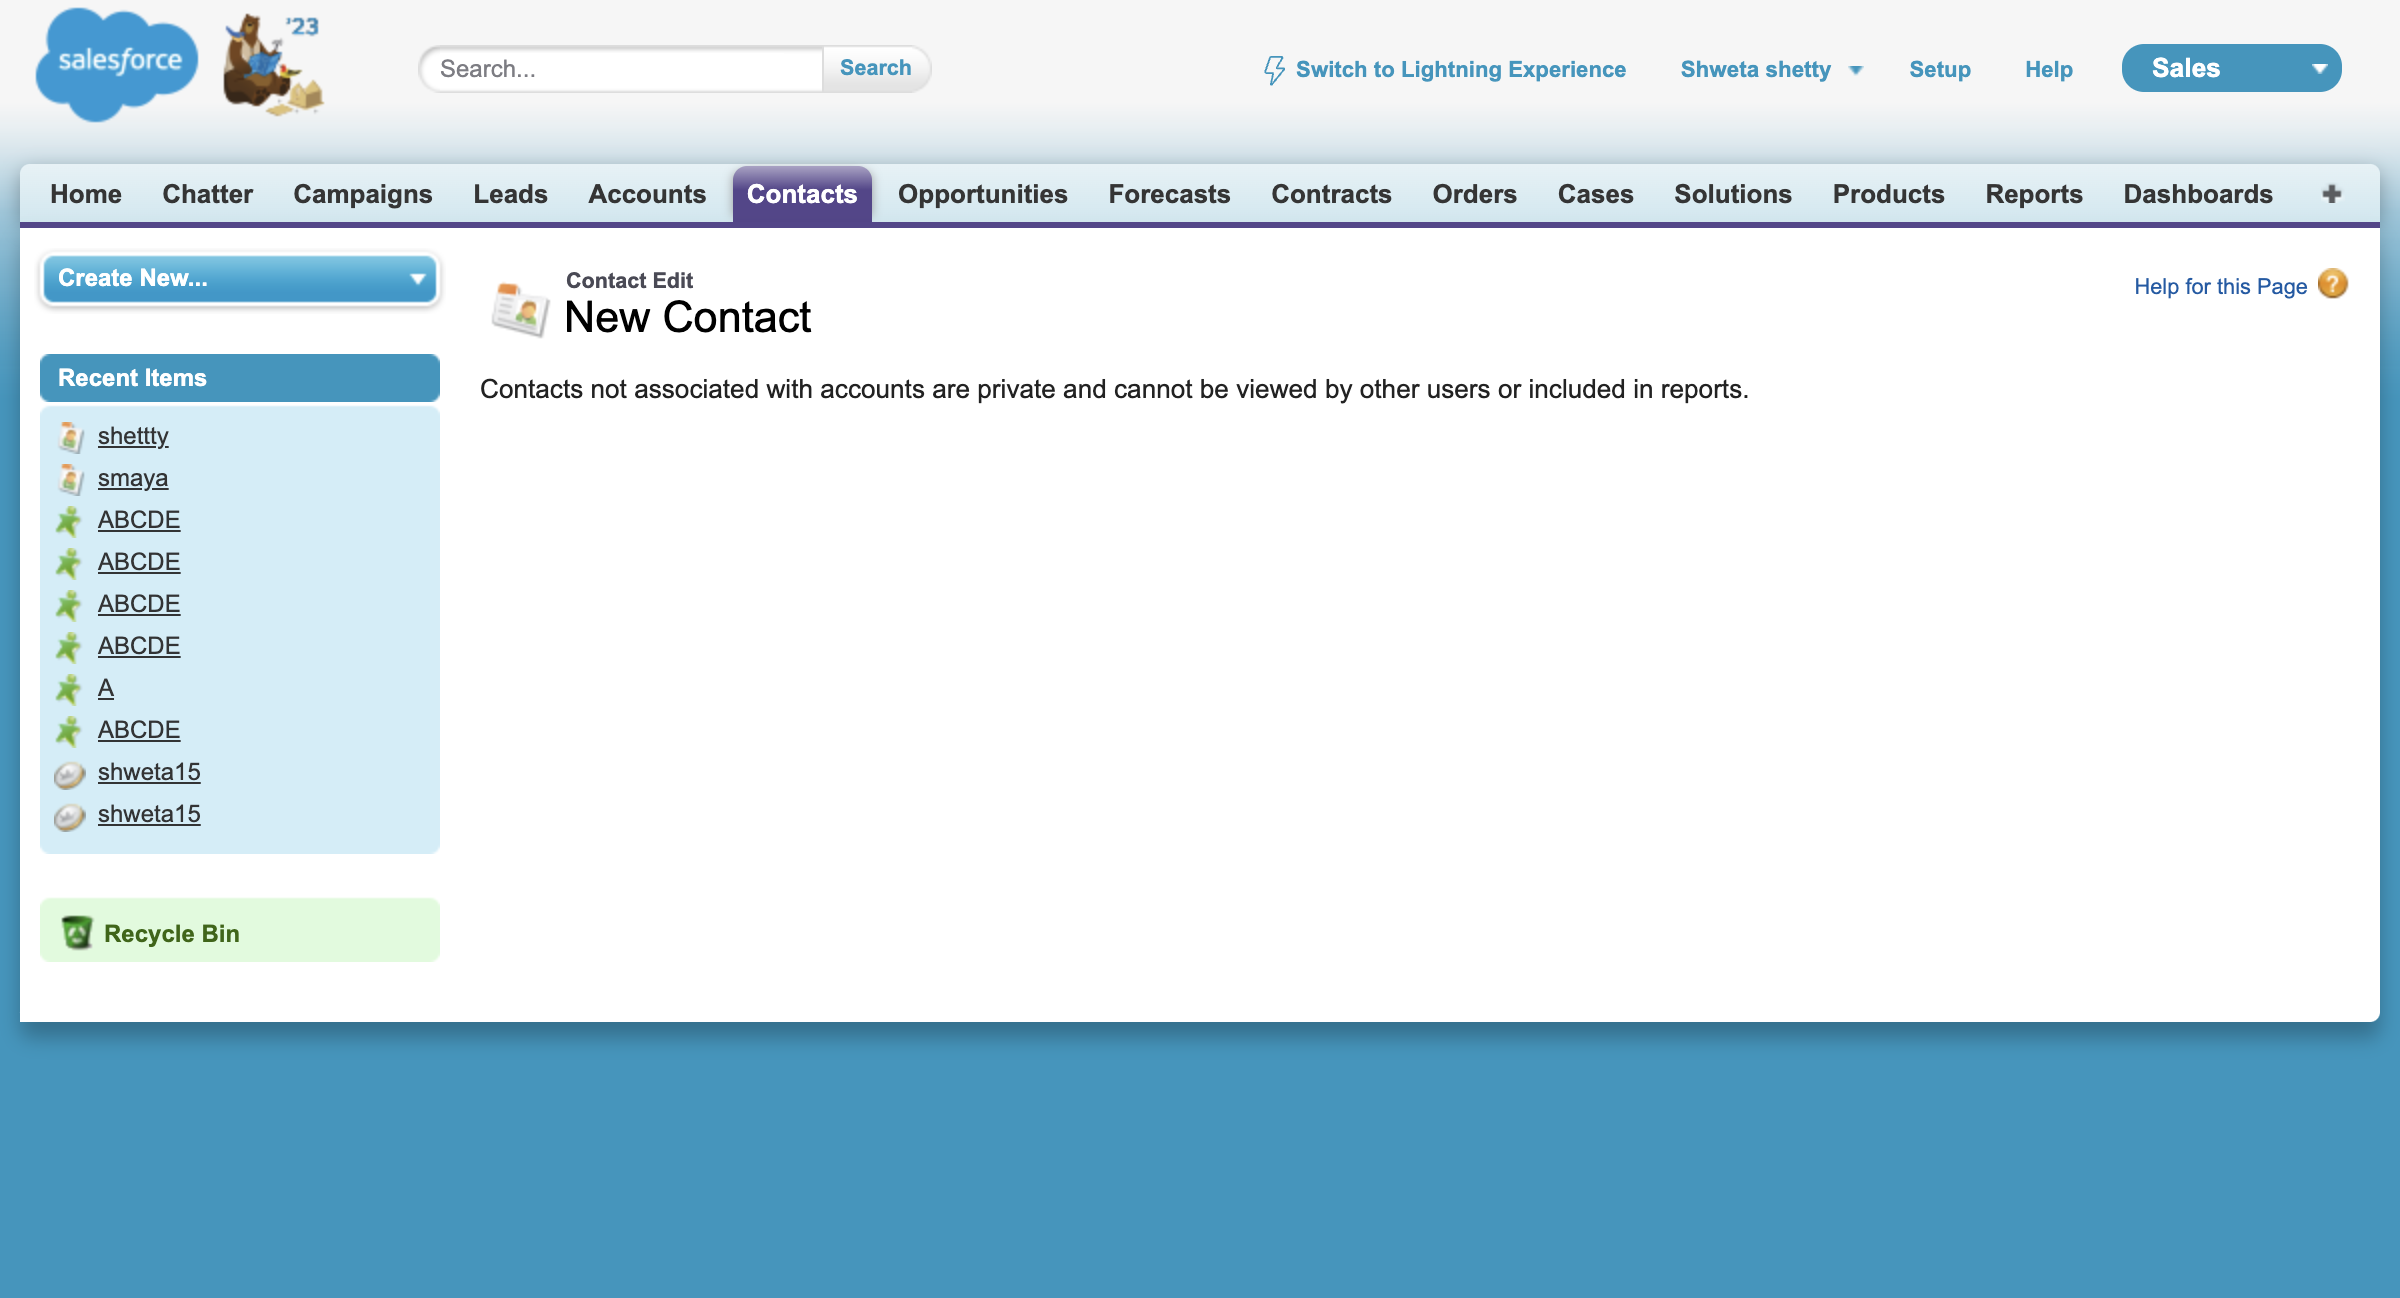 salesforce
'23
Search...
Search
Switch to Lightning Experience
Shweta shetty
Setup
Help
Sales
Home
Chatter
Campaigns
Leads
Accounts
Contacts
Opportunities
Forecasts
Contracts
Orders
Cases
Solutions
Products
Reports
Dashboards
Create New...
Contact Edit
New Contact
Help for this Page
?
Contacts not associated with accounts are private and cannot be viewed by other users or included in reports.
Recent Items
shettty
smaya
ABCDE
ABCDE
ABCDE
ABCDE
A
ABCDE
shweta15
shweta15
Recycle Bin